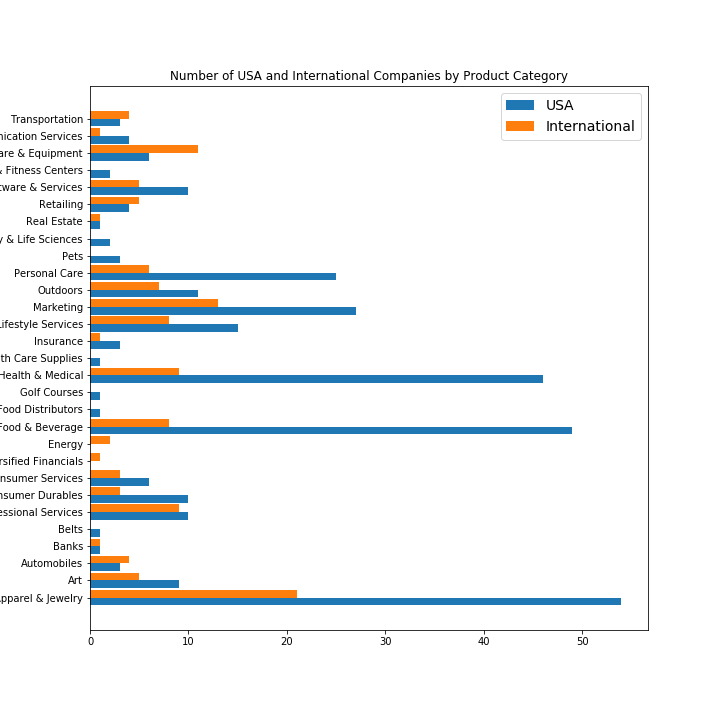 Number of USA and International Companies by Product Category
USA
International
Transportation
nication Services
are & Equipment
& Fitness Centers
tware & Services
Retailing
Real Estate
y & Life Sciences
Pets
Personal Care
Outdoors
Marketing
Lifestyle Services
Insurance
th Care Supplies
Health & Medical
Golf Courses
Food Distributors
Food & Beverage
Energy
rsified Financials
nsumer Services
nsumer Durables
essional Services
Belts
Banks
Automobiles
Art
Apparel & Jewelry
0 10 20 30 40 50